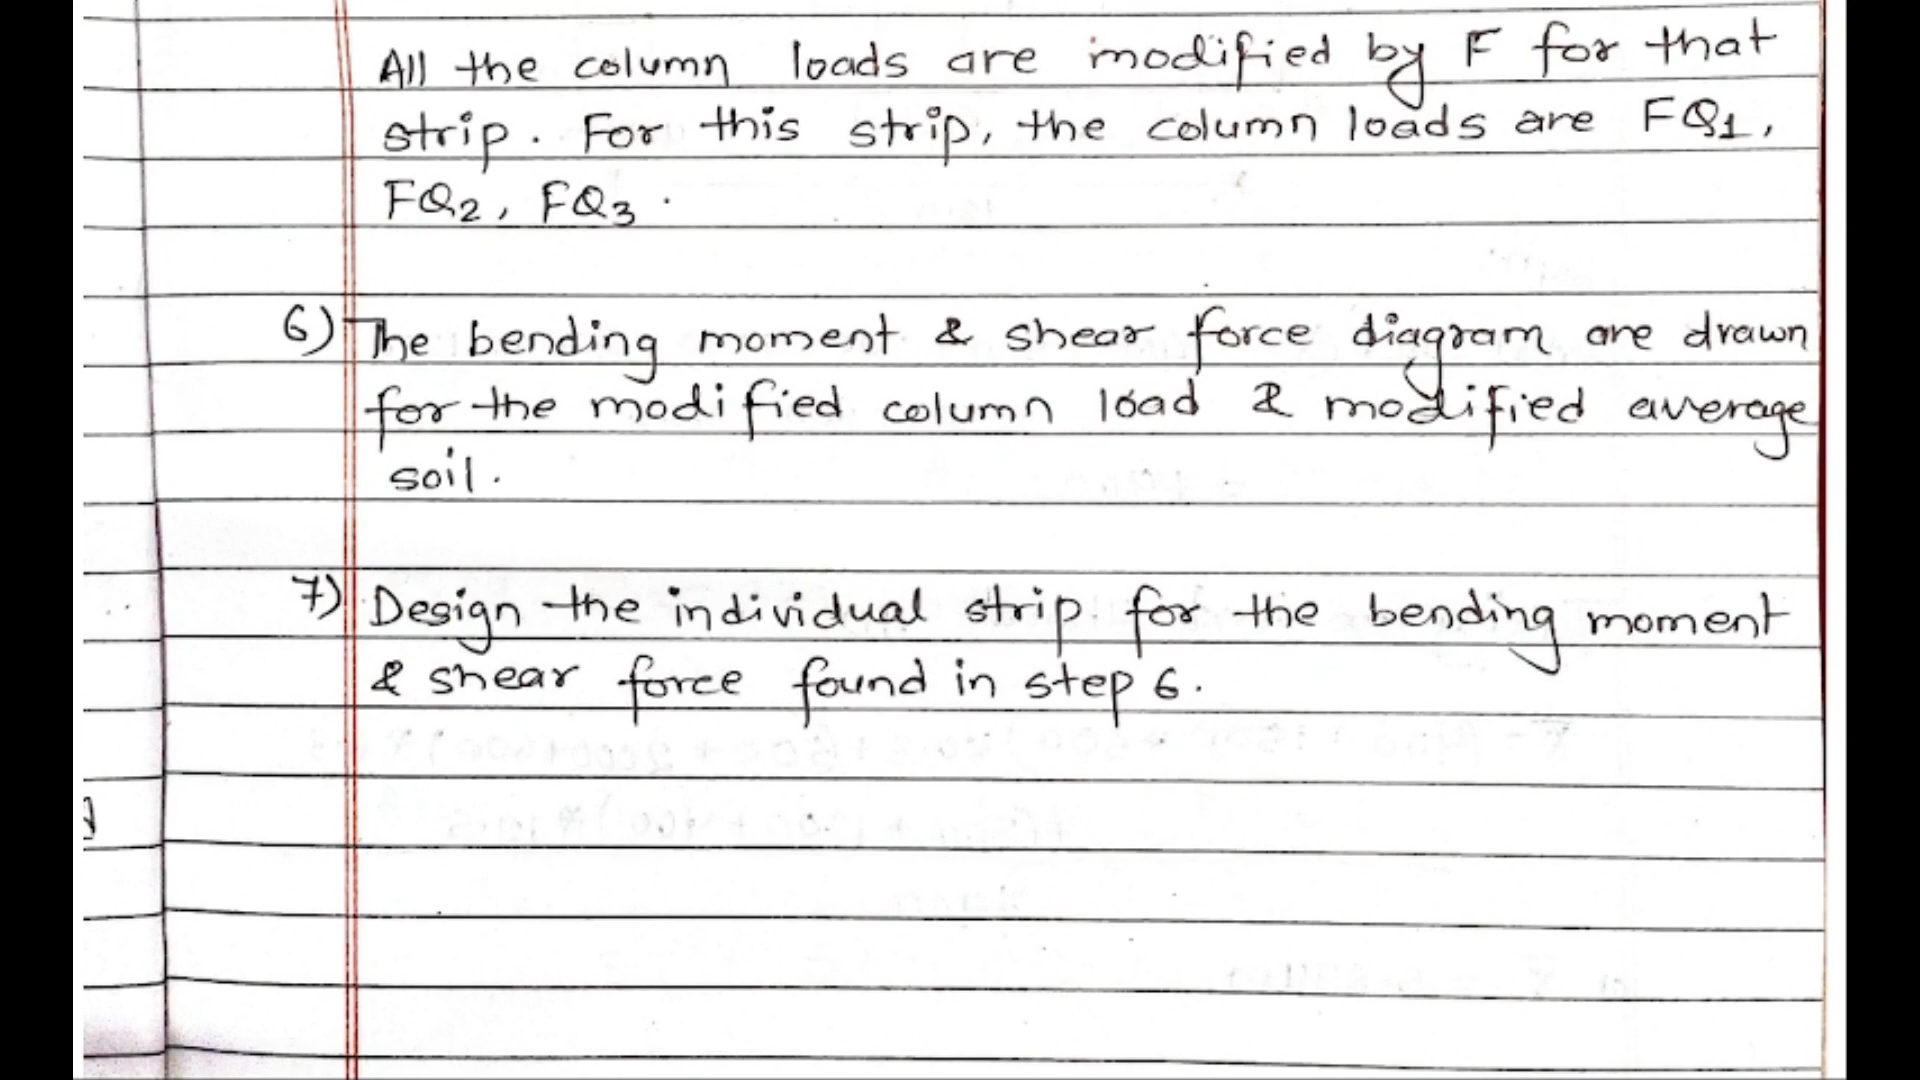 All the column loads are modified by F for that
strip. For this strip, the column loads are FQ1,
FQ2, FQ3.
6) The bending moment & shear force diagram are drawn
for the modified column load & modified average
soil.
7) Design the individual strip for the bending moment
& shear force found in step 6.